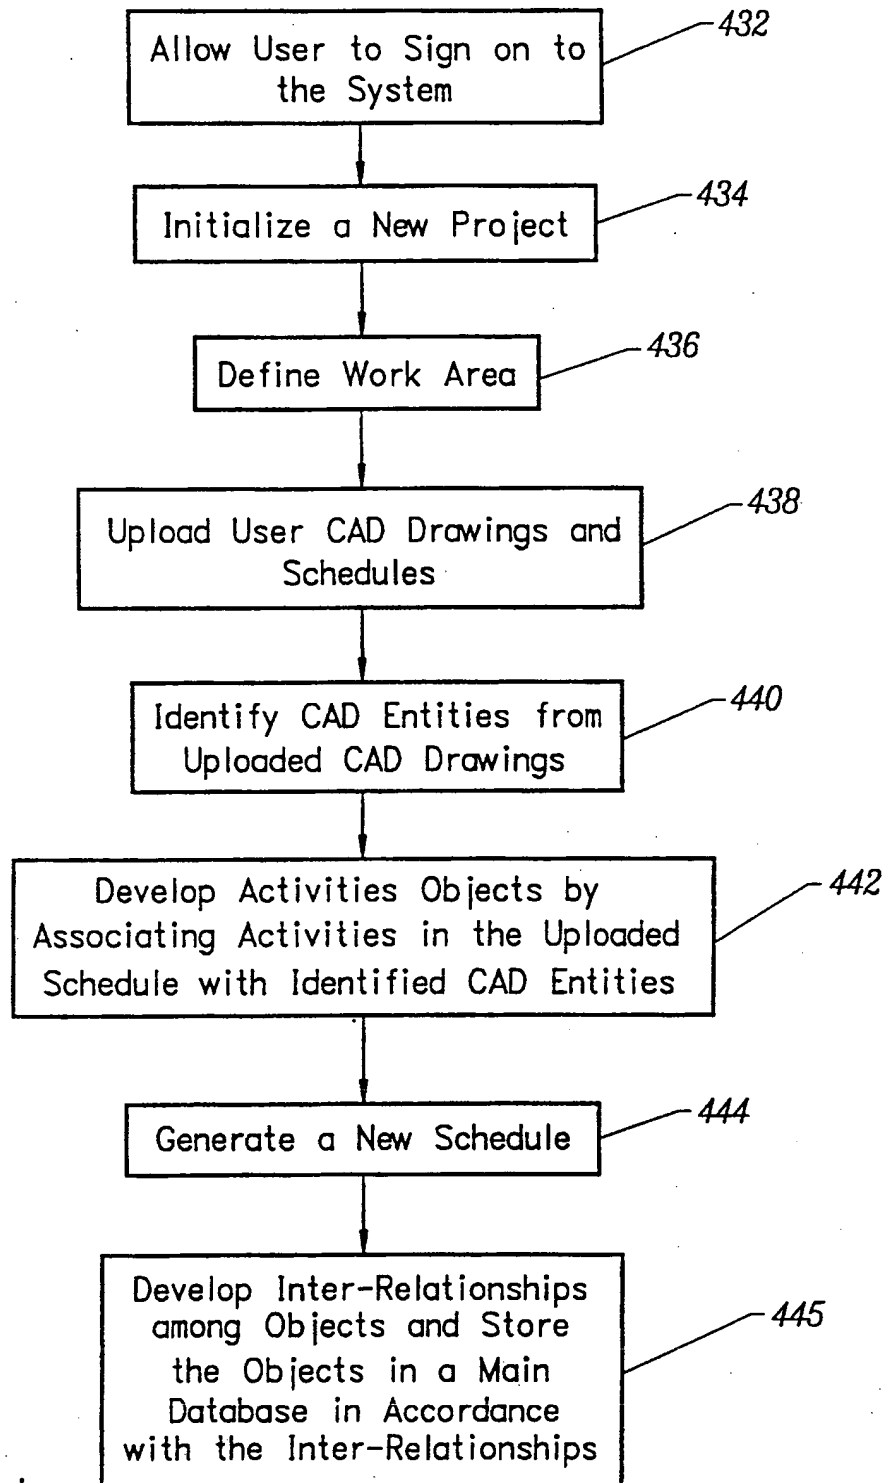 Allow User to Sign on to
the System
432
Initialize a New Project
434
Define Work Area
436
Upload User CAD Drawings and
Schedules
438
Identify CAD Entities from
Uploaded CAD Drawings
440
Develop Activities Objects by
Associating Activities in the Uploaded
Schedule with Identified CAD Entities
442
Generate a New Schedule
444
Develop Inter-Relationships
among Objects and Store
the Objects in a Main
Database in Accordance
with the Inter-Relationships
445